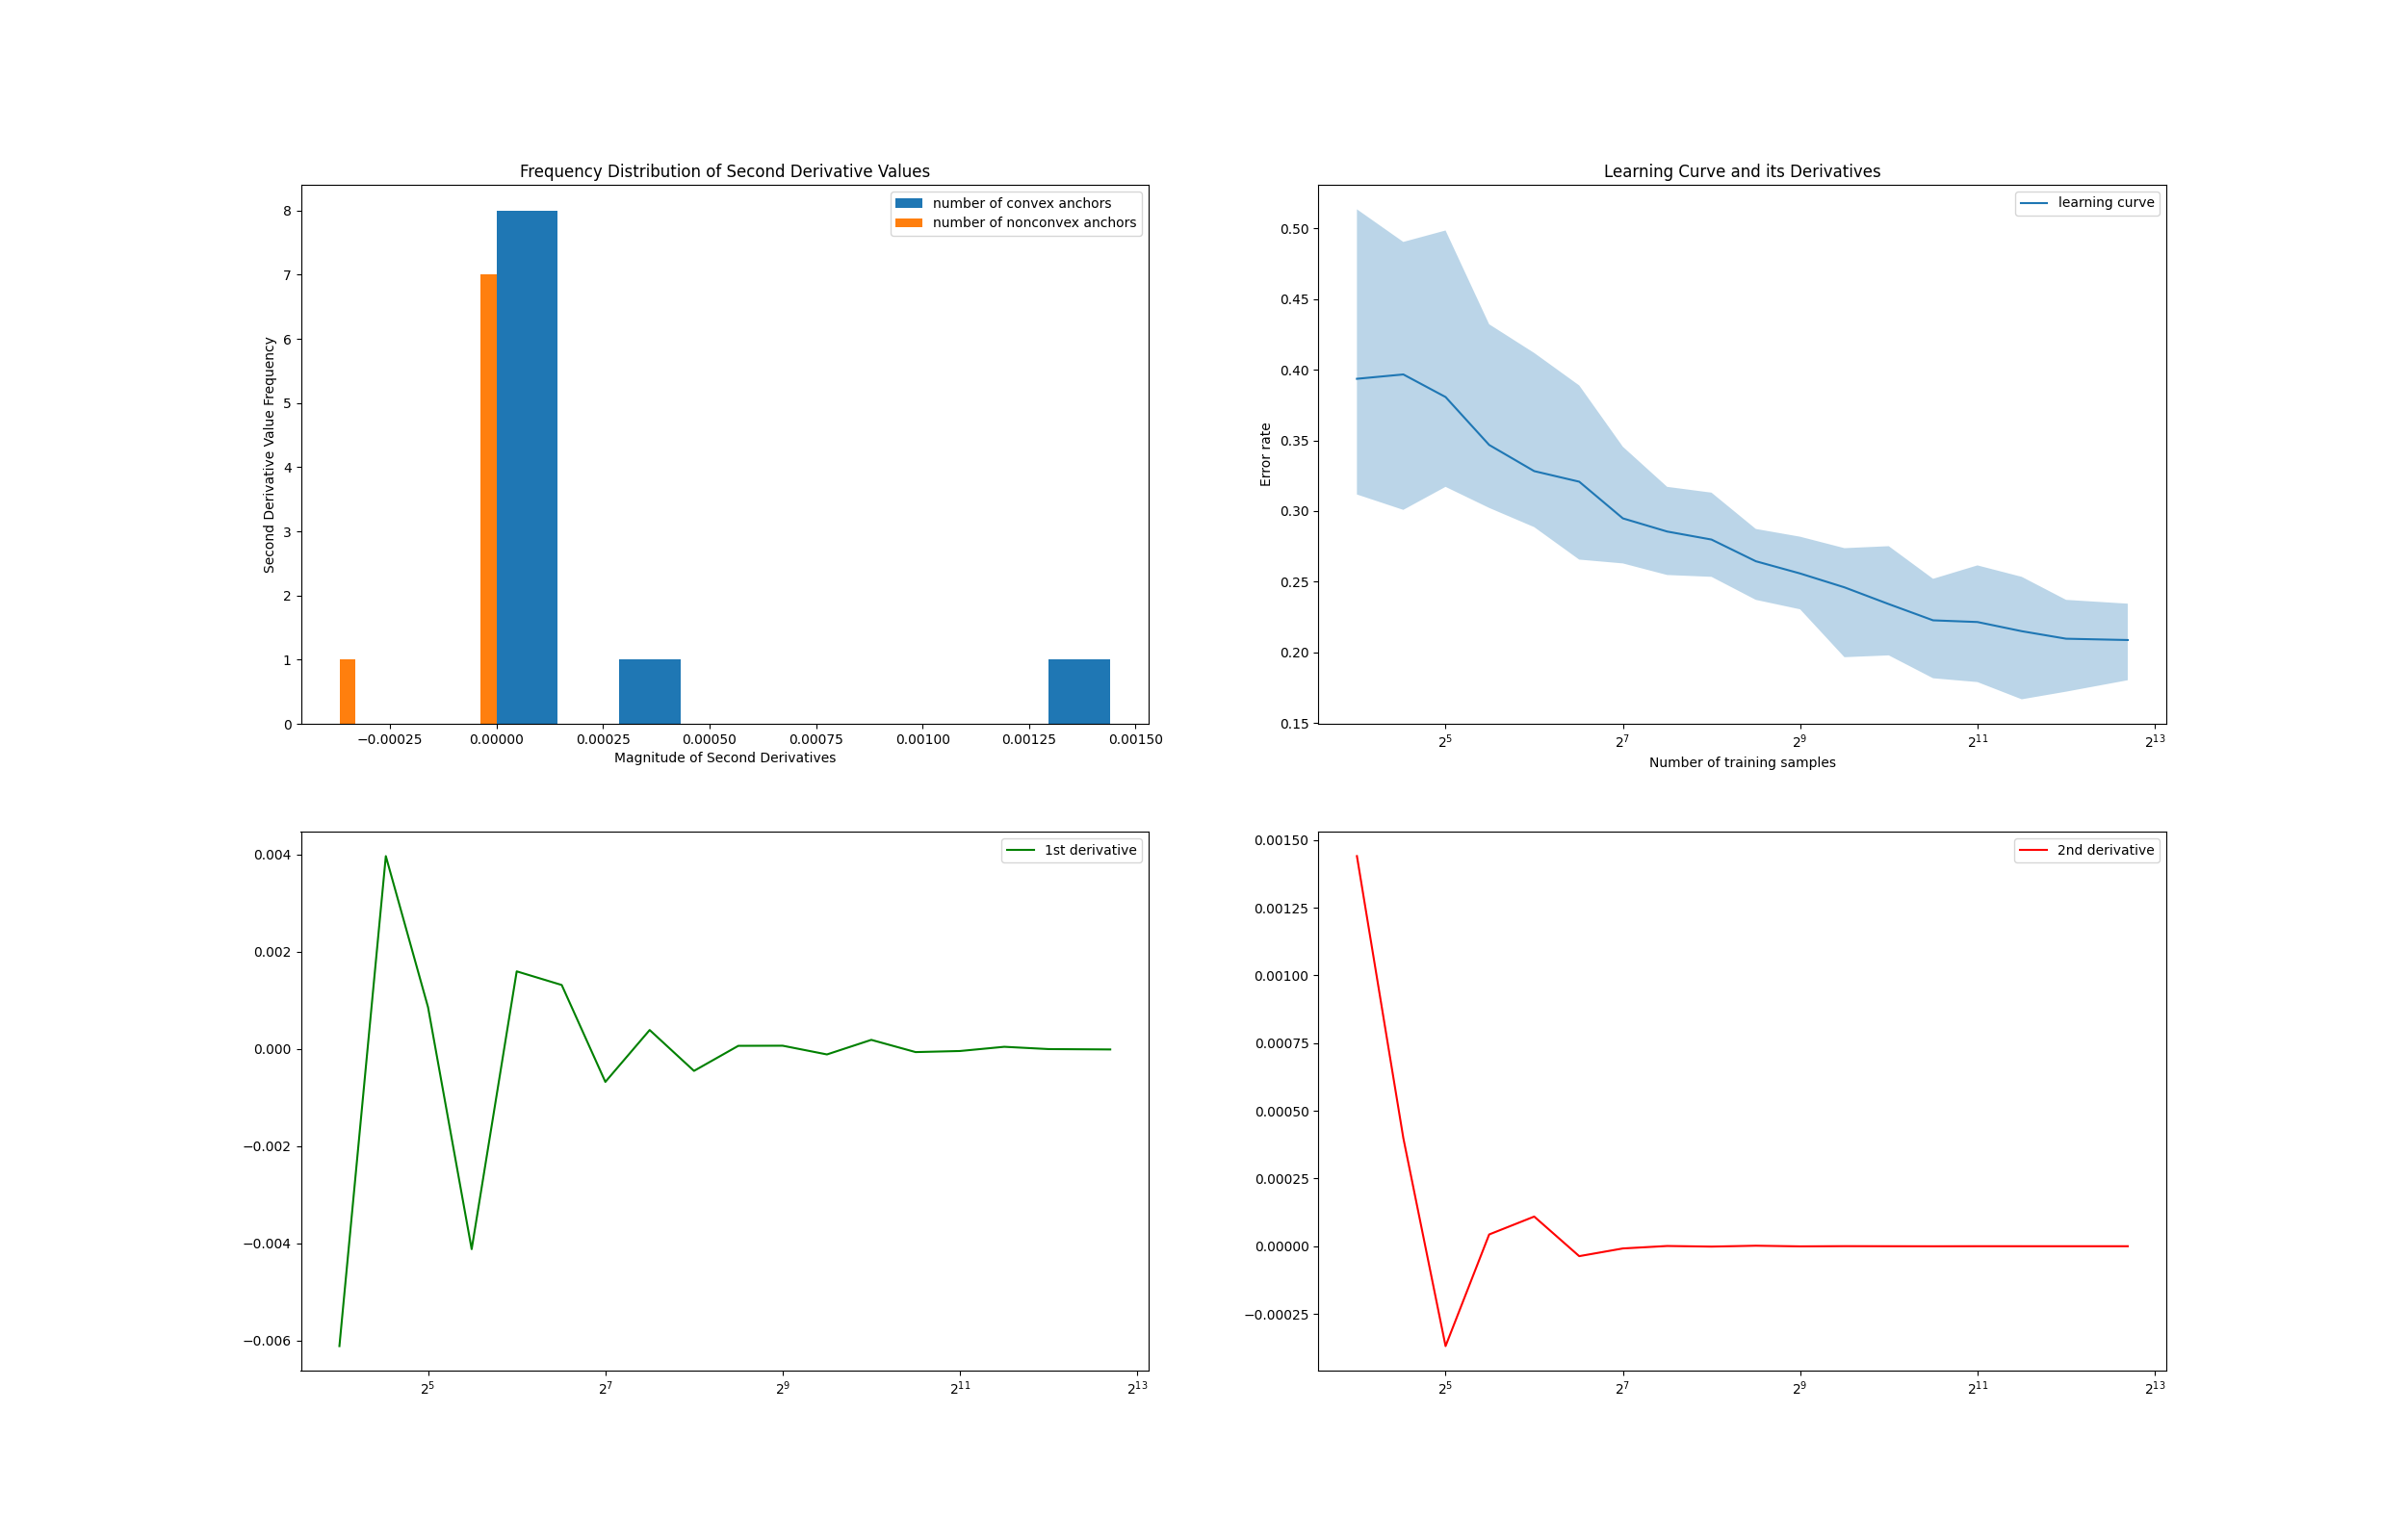 Frequency Distribution of Second Derivative Values
number of convex anchors
number of nonconvex anchors
8
7
6
5
4
3
2
1
0
Second Derivative Value Frequency
−0.00025 0.00000 0.00025 0.00050 0.00075 0.00100 0.00125 0.00150
Magnitude of Second Derivatives
Learning Curve and its Derivatives
learning curve
0.50
0.45
0.40
0.35
0.30
0.25
0.20
0.15
Error rate
2^5 2^7 2^9 2^11 2^13
Number of training samples
1st derivative
0.004
0.002
0.000
−0.002
−0.004
−0.006
2^5 2^7 2^9 2^11 2^13
2nd derivative
0.00150
0.00125
0.00100
0.00075
0.00050
0.00025
0.00000
−0.00025
2^5 2^7 2^9 2^11 2^13